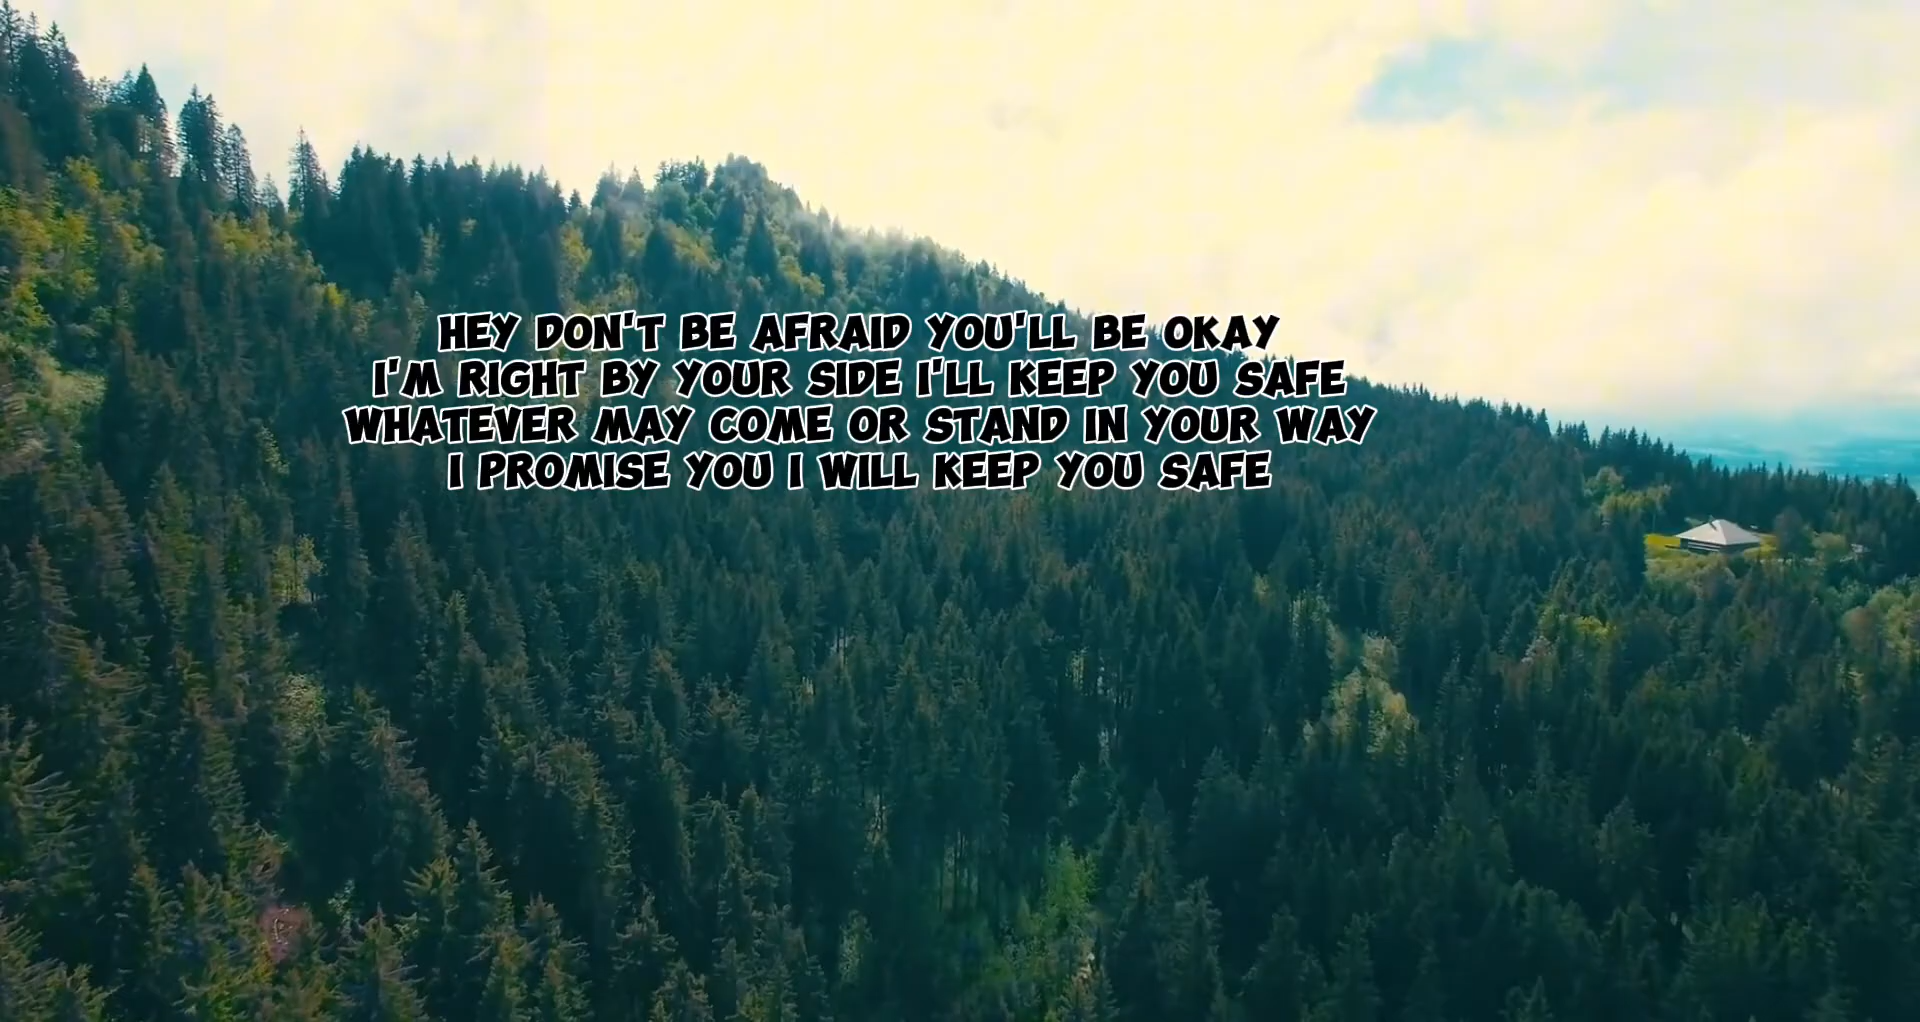 HEY DON'T BE AFRAID YOU'LL BE OKAY
I'M RIGHT BY YOUR SIDE I'LL KEEP YOU SAFE
WHATEVER MAY COME OR STAND IN YOUR WAY
I PROMISE YOU I WILL KEEP YOU SAFE